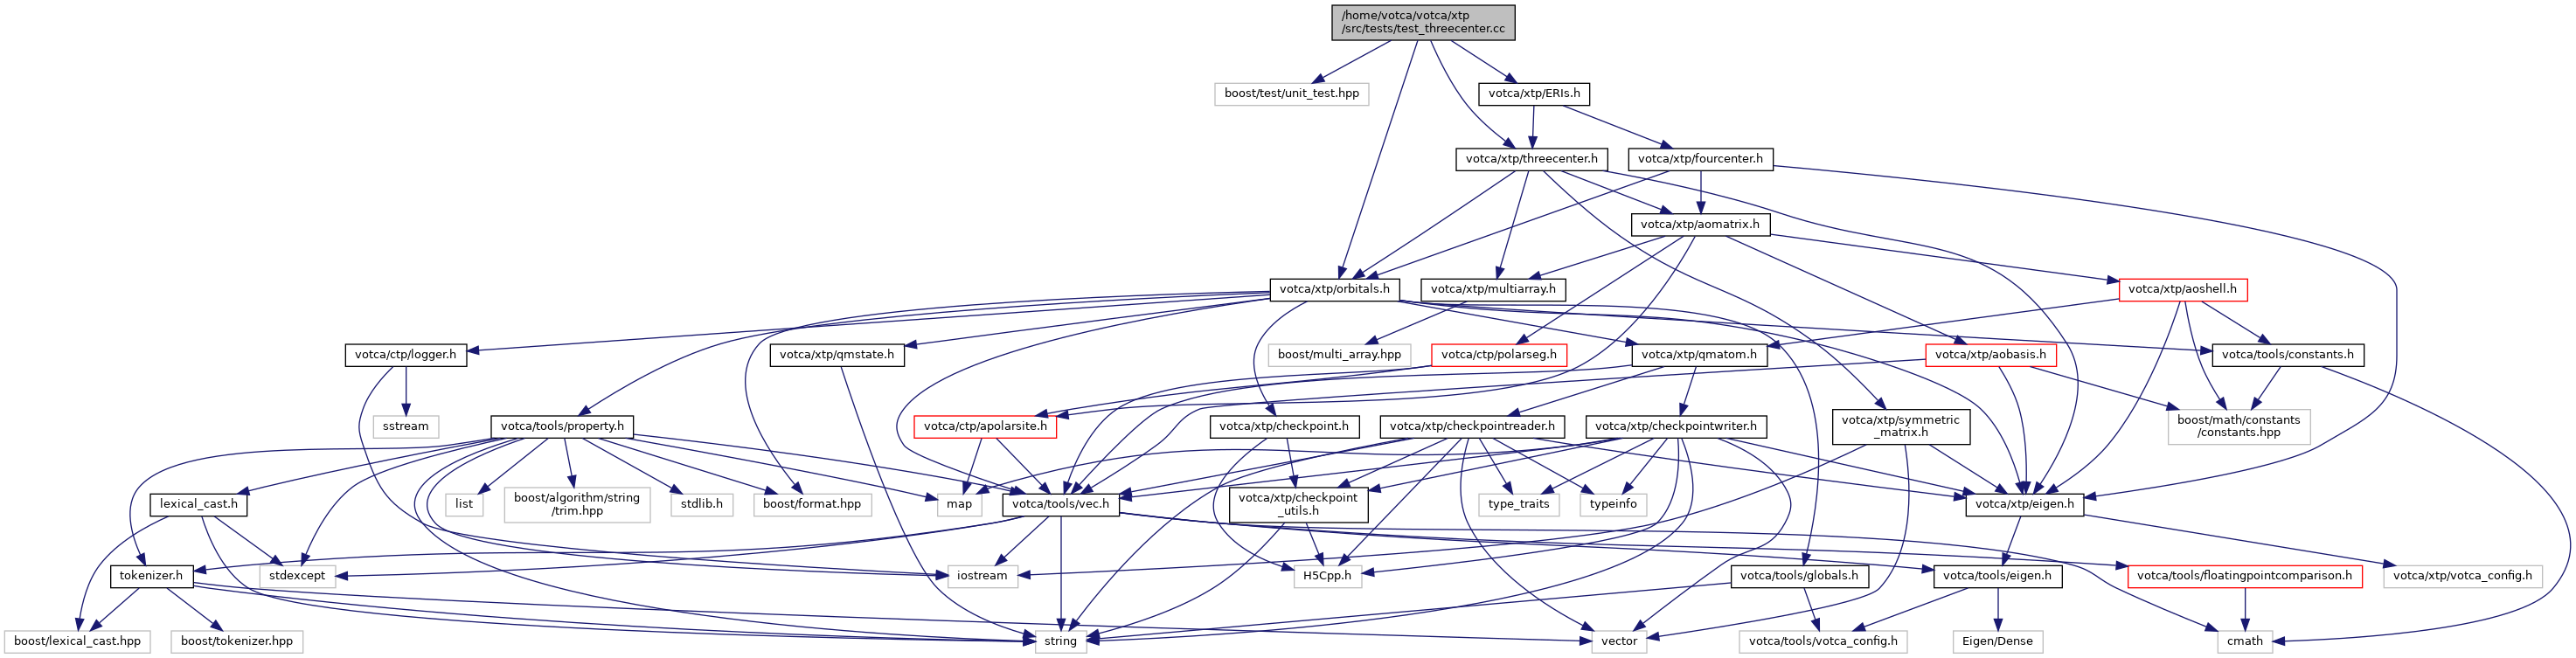 /home/votca/votca/xtp
/src/tests/test_threecenter.cc
boost/test/unit_test.hpp
votca/xtp/ERIs.h
votca/xtp/threecenter.h
votca/xtp/fourcenter.h
votca/xtp/aomatrix.h
votca/xtp/orbitals.h
votca/xtp/multiarray.h
votca/xtp/aoshell.h
votca/ctp/logger.h
votca/xtp/qmstate.h
boost/multi_array.hpp
votca/ctp/polarseg.h
votca/xtp/qmatom.h
votca/xtp/aobasis.h
votca/tools/constants.h
sstream
votca/tools/property.h
votca/ctp/apolarsite.h
votca/xtp/checkpoint.h
votca/xtp/checkpointreader.h
votca/xtp/checkpointwriter.h
votca/xtp/symmetric
_matrix.h
boost/math/constants
/constants.hpp
lexical_cast.h
list
boost/algorithm/string
/trim.hpp
stdlib.h
boost/format.hpp
map
votca/tools/vec.h
votca/xtp/checkpoint
_utils.h
type_traits
typeinfo
votca/xtp/eigen.h
tokenizer.h
stdexcept
iostream
H5Cpp.h
votca/tools/globals.h
votca/tools/eigen.h
votca/tools/floatingpointcomparison.h
votca/xtp/votca_config.h
boost/lexical_cast.hpp
boost/tokenizer.hpp
string
vector
votca/tools/votca_config.h
Eigen/Dense
cmath